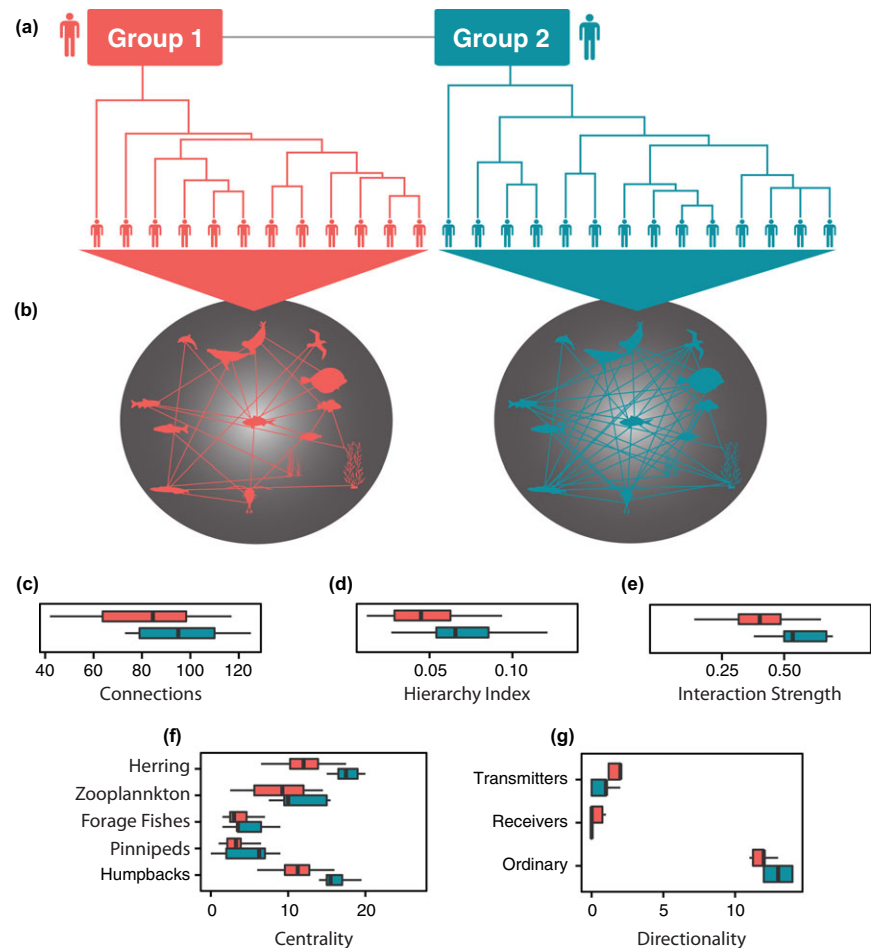 (a)
Group 1
Group 2
(b)
(c)
40 60 80 100 120
Connections
(d)
0.05 0.10
Hierarchy Index
(e)
0.25 0.50
Interaction Strength
(f)
Herring
Zooplannkton
Forage Fishes
Pinnipeds
Humpbacks
0 10 20
Centrality
(g)
Transmitters
Receivers
Ordinary
0 5 10
Directionality